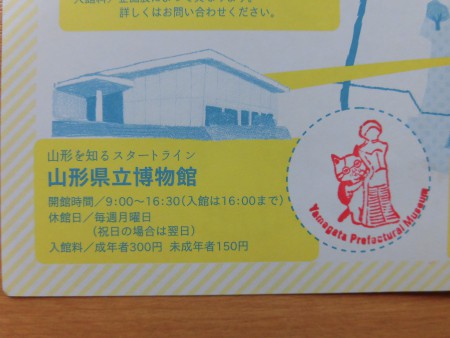 詳しくはお問い合わせください。
山形を知るスタートライン
山形県立博物館
開館時間／9:00～16:30(入館は16:00まで)
休館日／毎週月曜日
(祝日の場合は翌日)
入館料／成年者300円 未成年者150円
Yamagata Prefectural Museum